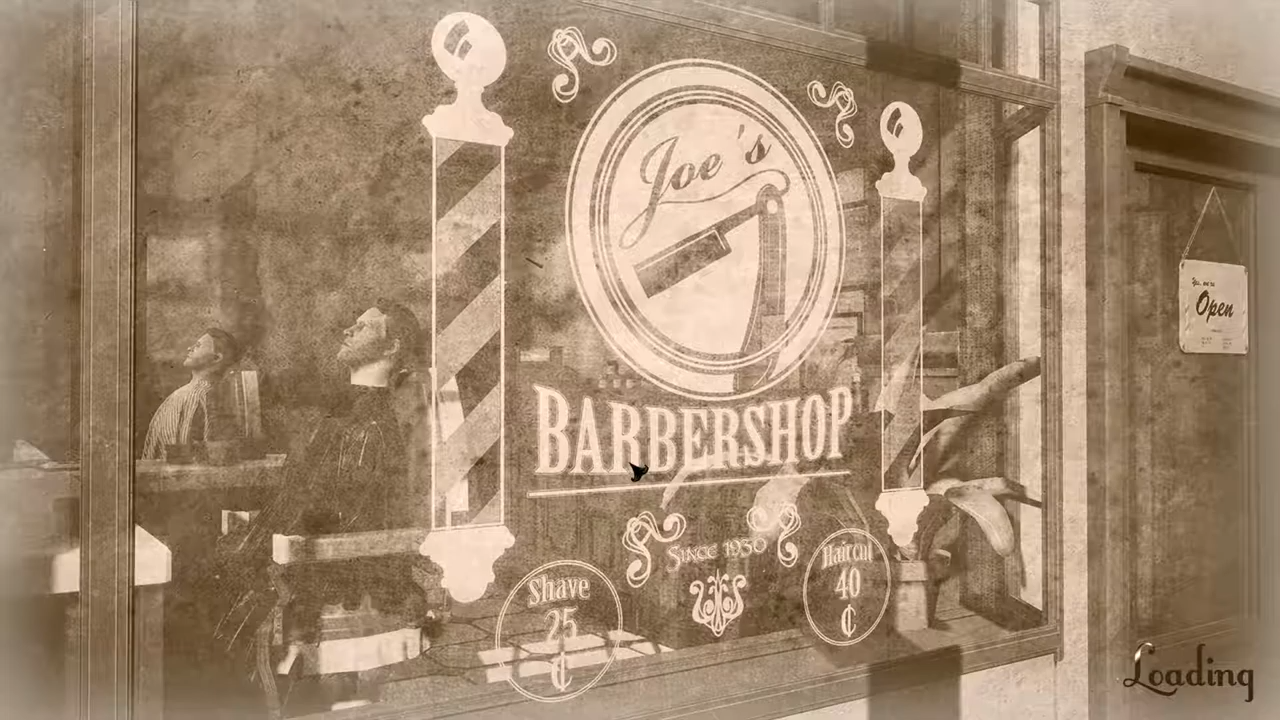 Joe's
BARBERSHOP
SINCE 1930
Shave
25
¢
Haircut
40
¢
Open
Loading